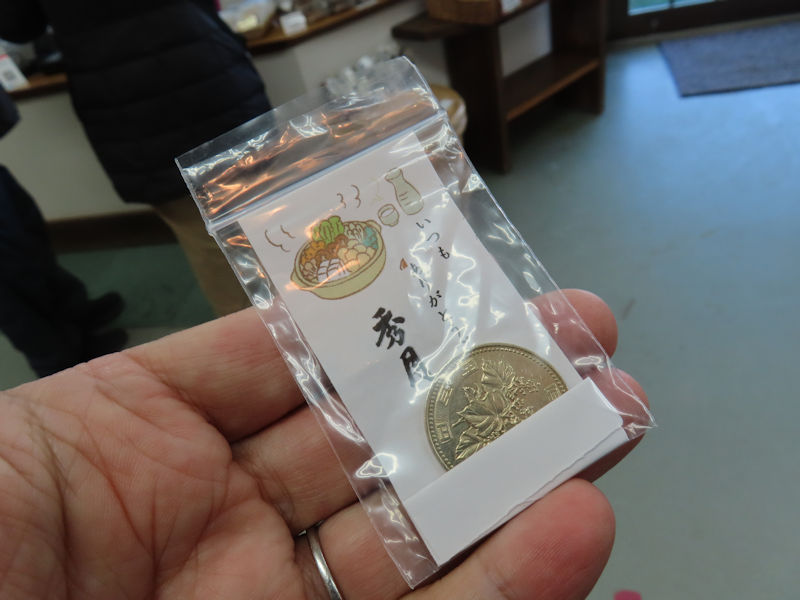 いつも
ありがとう
秀月